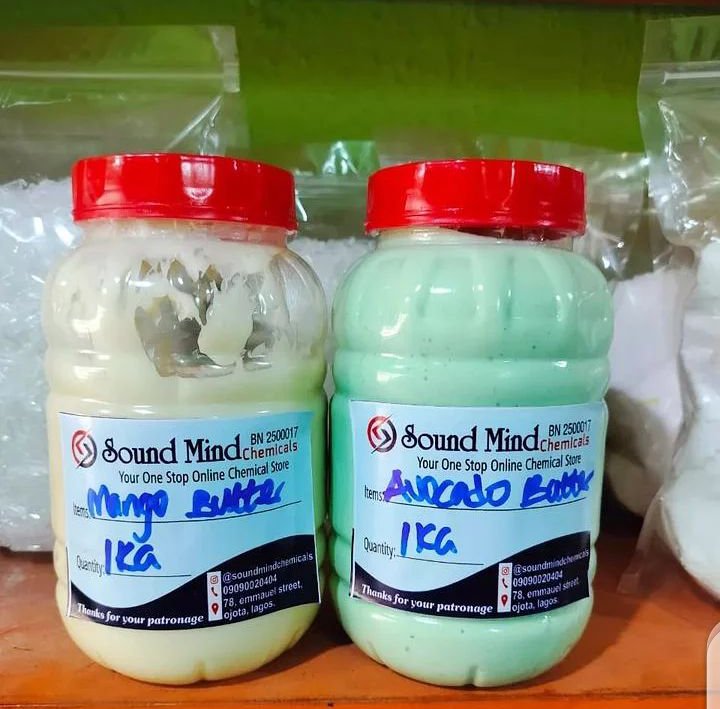 Sound Mind Chemicals
BN 2500017
Your One Stop Online Chemical Store
Items: Mango Butter
Quantity: 1KG
@soundmindchemicals
09090020404
78, emmauel street,
ojota, lagos.
Thanks for your patronage
Sound Mind Chemicals
BN 2500017
Your One Stop Online Chemical Store
Items: Avocado Butter
Quantity: 1KG
@soundmindchemicals
09090020404
78, emmauel street,
ojota, lagos.
Thanks for your patronage